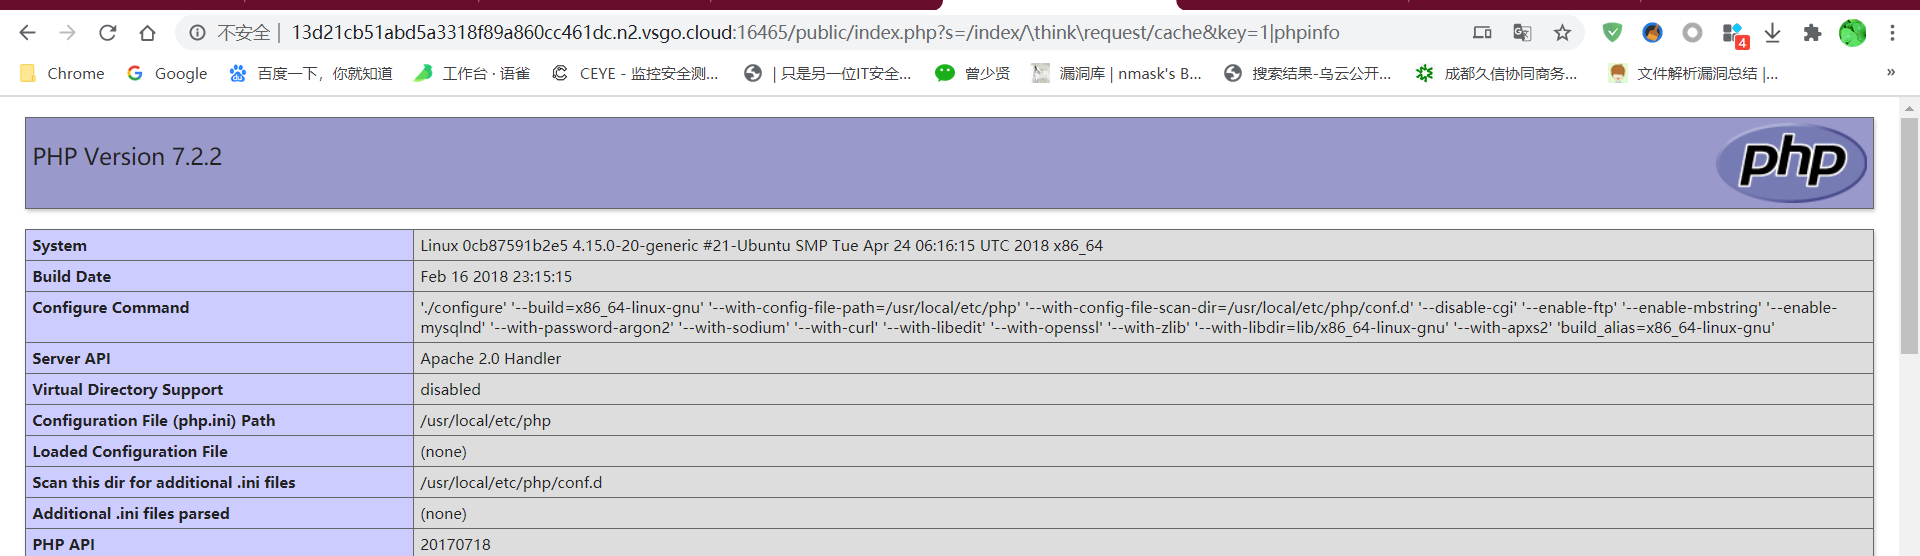 不安全 | 13d21cb51abd5a3318f89a860cc461dc.n2.vsgo.cloud:16465/public/index.php?s=/index/\think\request/cache&key=1|phpinfo
4
Chrome Google 百度一下，你就知道 工作台 · 语雀 CEYE - 监控安全测... | 只是另一位IT安全... 曾少贤 漏洞库 | nmask's B... 搜索结果-乌云公开... 成都久信协同商务... 文件解析漏洞总结 |... »
PHP Version 7.2.2
php
System Linux 0cb87591b2e5 4.15.0-20-generic #21-Ubuntu SMP Tue Apr 24 06:16:15 UTC 2018 x86_64
Build Date Feb 16 2018 23:15:15
Configure Command './configure' '--build=x86_64-linux-gnu' '--with-config-file-path=/usr/local/etc/php' '--with-config-file-scan-dir=/usr/local/etc/php/conf.d' '--disable-cgi' '--enable-ftp' '--enable-mbstring' '--enable-
mysqlnd' '--with-password-argon2' '--with-sodium' '--with-curl' '--with-libedit' '--with-openssl' '--with-zlib' '--with-libdir=lib/x86_64-linux-gnu' '--with-apxs2' 'build_alias=x86_64-linux-gnu'
Server API Apache 2.0 Handler
Virtual Directory Support disabled
Configuration File (php.ini) Path /usr/local/etc/php
Loaded Configuration File (none)
Scan this dir for additional .ini files /usr/local/etc/php/conf.d
Additional .ini files parsed (none)
PHP API 20170718